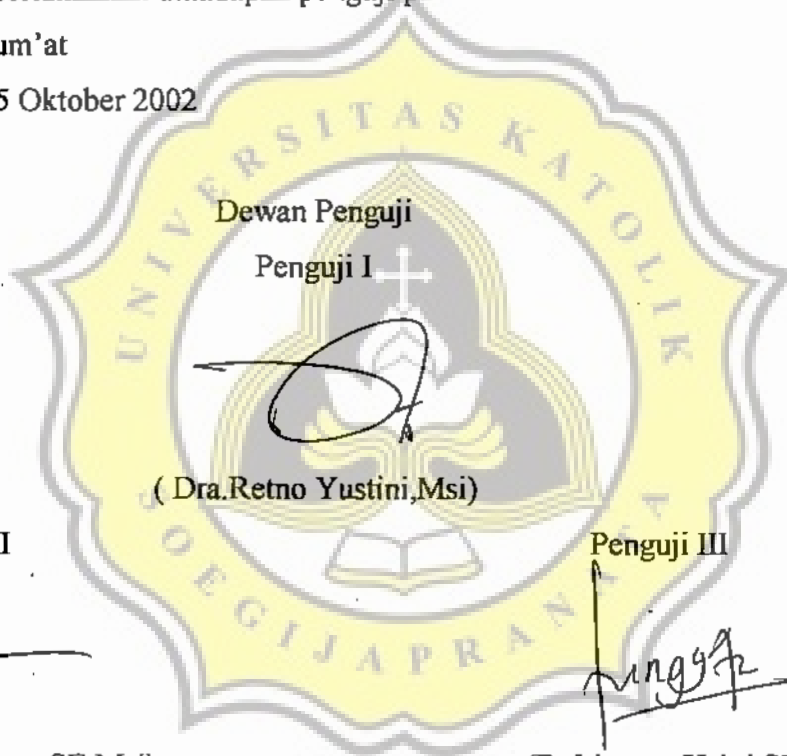 um'at
5 Oktober 2002
UNIVERSITAS KATOLIK
SOEGIJAPRANATA
Dewan Penguji
Penguji I
( Dra.Retno Yustini,Msi)
I
Penguji III